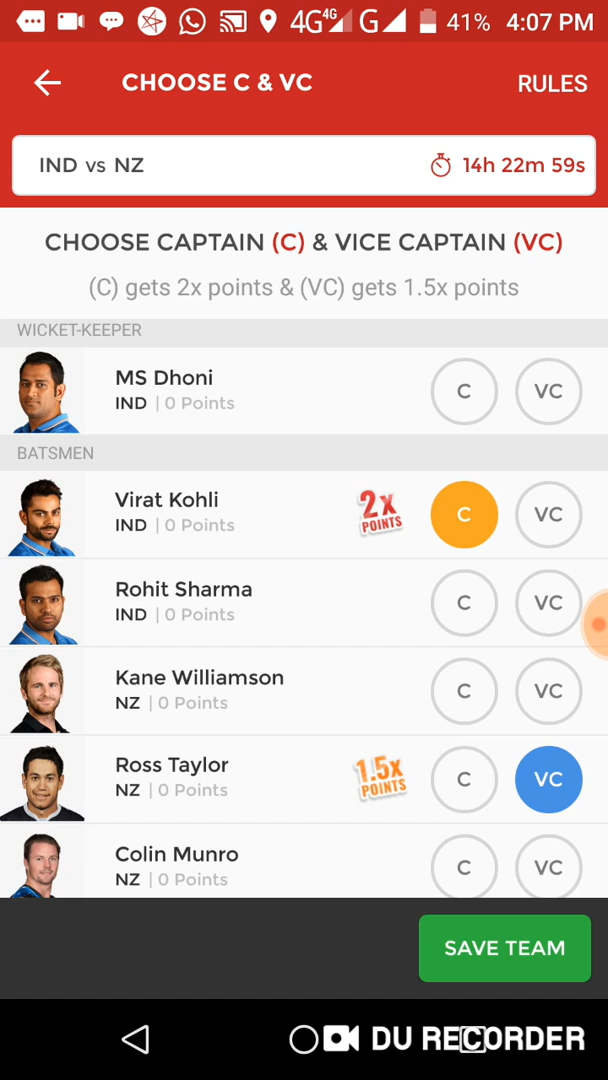 4G 4G G 41% 4:07 PM
CHOOSE C & VC RULES
IND vs NZ 14h 22m 59s
CHOOSE CAPTAIN (C) & VICE CAPTAIN (VC)
(C) gets 2x points & (VC) gets 1.5x points
WICKET-KEEPER
MS Dhoni
IND | 0 Points
C VC
BATSMEN
Virat Kohli
IND | 0 Points
2x
POINTS
C VC
Rohit Sharma
IND | 0 Points
C VC
Kane Williamson
NZ | 0 Points
C VC
Ross Taylor
NZ | 0 Points
1.5x
POINTS
C VC
Colin Munro
NZ | 0 Points
C VC
SAVE TEAM
DU RECORDER